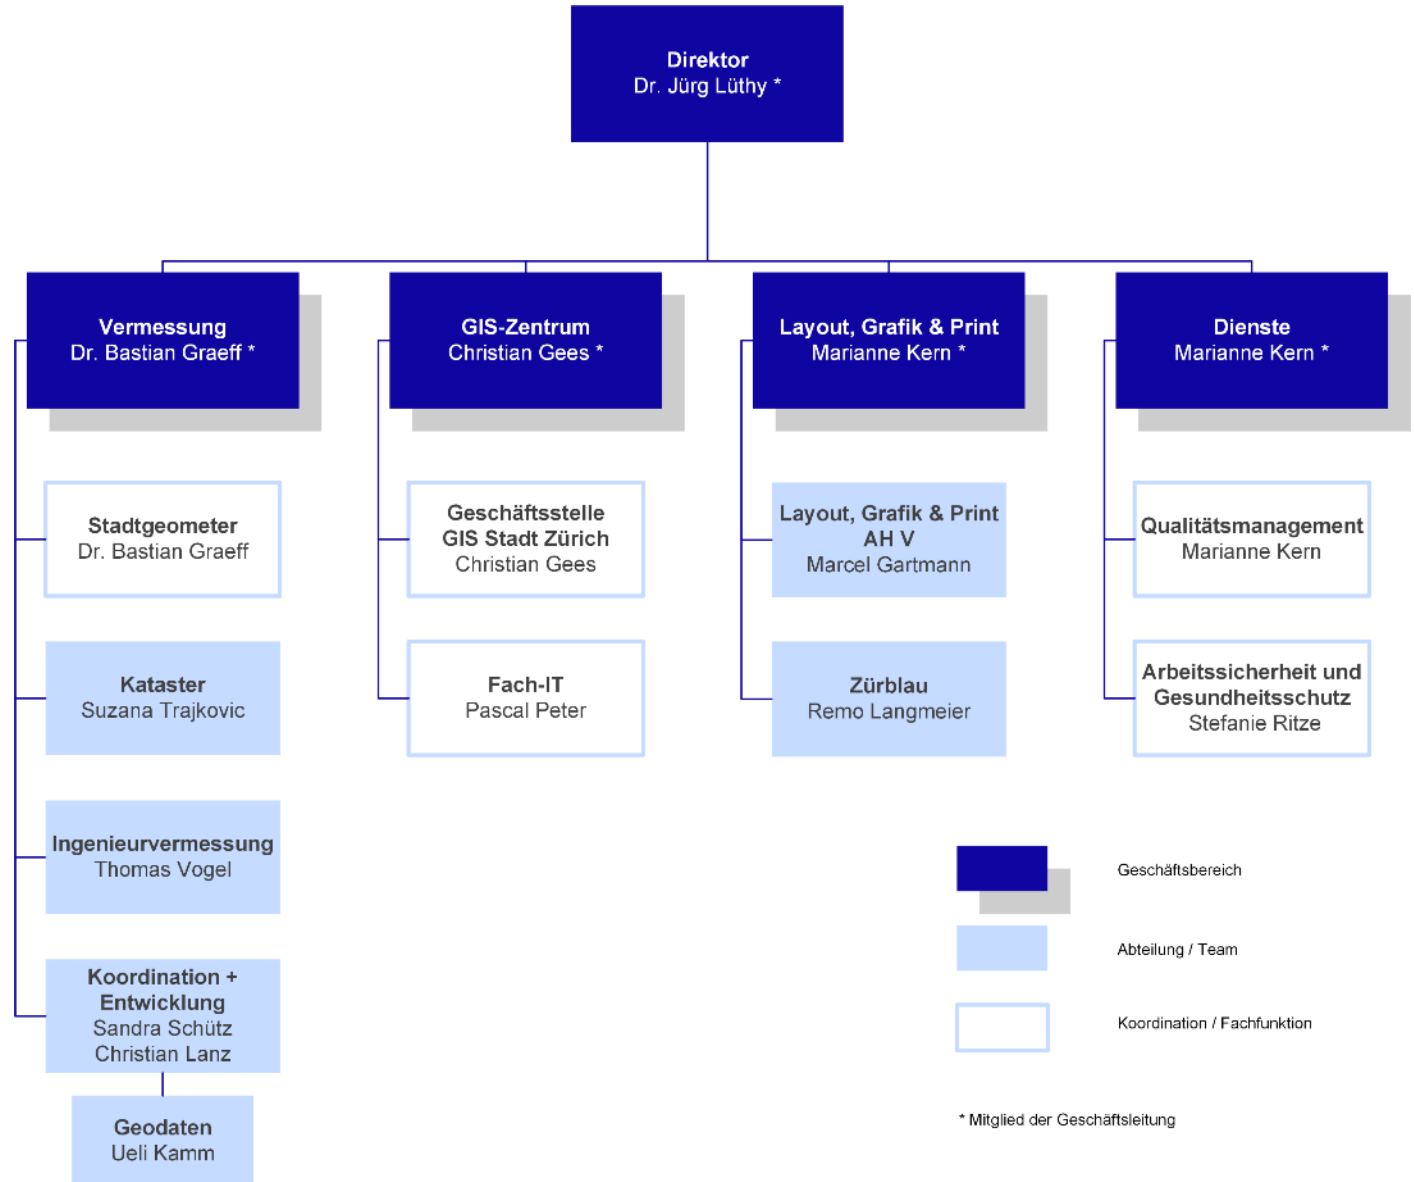 Direktor
Dr. Jürg Lüthy *
Vermessung
Dr. Bastian Graeff *
GIS-Zentrum
Christian Gees *
Layout, Grafik & Print
Marianne Kern *
Dienste
Marianne Kern *
Stadtgeometer
Dr. Bastian Graeff
Geschäftsstelle
GIS Stadt Zürich
Christian Gees
Layout, Grafik & Print
AH V
Marcel Gartmann
Qualitätsmanagement
Marianne Kern
Kataster
Suzana Trajkovic
Fach-IT
Pascal Peter
Zürblau
Remo Langmeier
Arbeitssicherheit und
Gesundheitsschutz
Stefanie Ritze
Ingenieurvermessung
Thomas Vogel
Koordination +
Entwicklung
Sandra Schütz
Christian Lanz
Geodaten
Ueli Kamm
Geschäftsbereich
Abteilung / Team
Koordination / Fachfunktion
* Mitglied der Geschäftsleitung